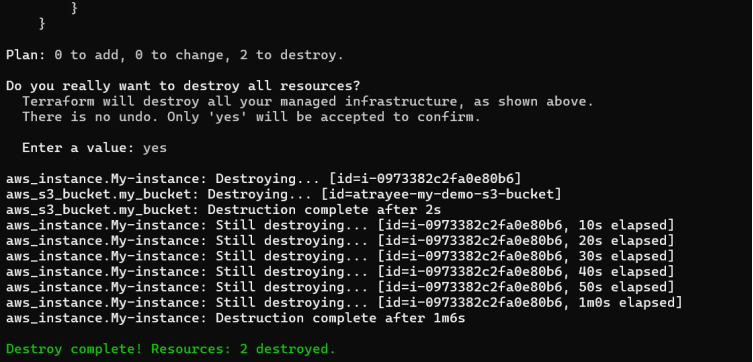 }
}
Plan: 0 to add, 0 to change, 2 to destroy.
Do you really want to destroy all resources?
Terraform will destroy all your managed infrastructure, as shown above.
There is no undo. Only 'yes' will be accepted to confirm.
Enter a value: yes
aws_instance.My-instance: Destroying... [id=i-0973382c2fa0e80b6]
aws_s3_bucket.my_bucket: Destroying... [id=atrayee-my-demo-s3-bucket]
aws_s3_bucket.my_bucket: Destruction complete after 2s
aws_instance.My-instance: Still destroying... [id=i-0973382c2fa0e80b6, 10s elapsed]
aws_instance.My-instance: Still destroying... [id=i-0973382c2fa0e80b6, 20s elapsed]
aws_instance.My-instance: Still destroying... [id=i-0973382c2fa0e80b6, 30s elapsed]
aws_instance.My-instance: Still destroying... [id=i-0973382c2fa0e80b6, 40s elapsed]
aws_instance.My-instance: Still destroying... [id=i-0973382c2fa0e80b6, 50s elapsed]
aws_instance.My-instance: Still destroying... [id=i-0973382c2fa0e80b6, 1m0s elapsed]
aws_instance.My-instance: Destruction complete after 1m6s
Destroy complete! Resources: 2 destroyed.